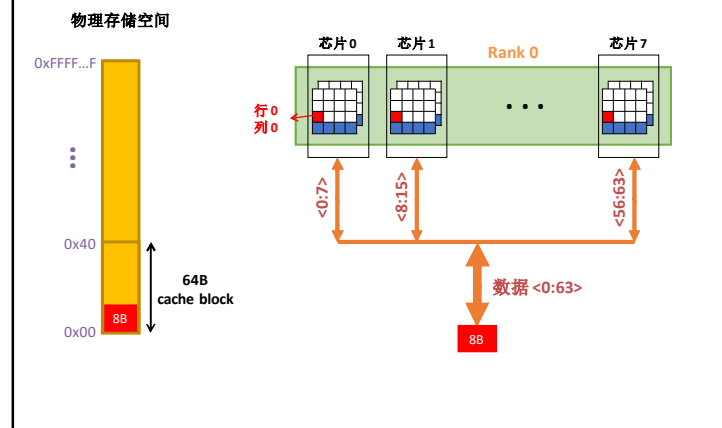 物理存储空间
0xFFFF...F
...
0x40
64B
cache block
8B
0x00
芯片 0
芯片 1
Rank 0
芯片 7
行 0
列 0
...
<0:7>
<8:15>
<56:63>
数据 <0:63>
8B